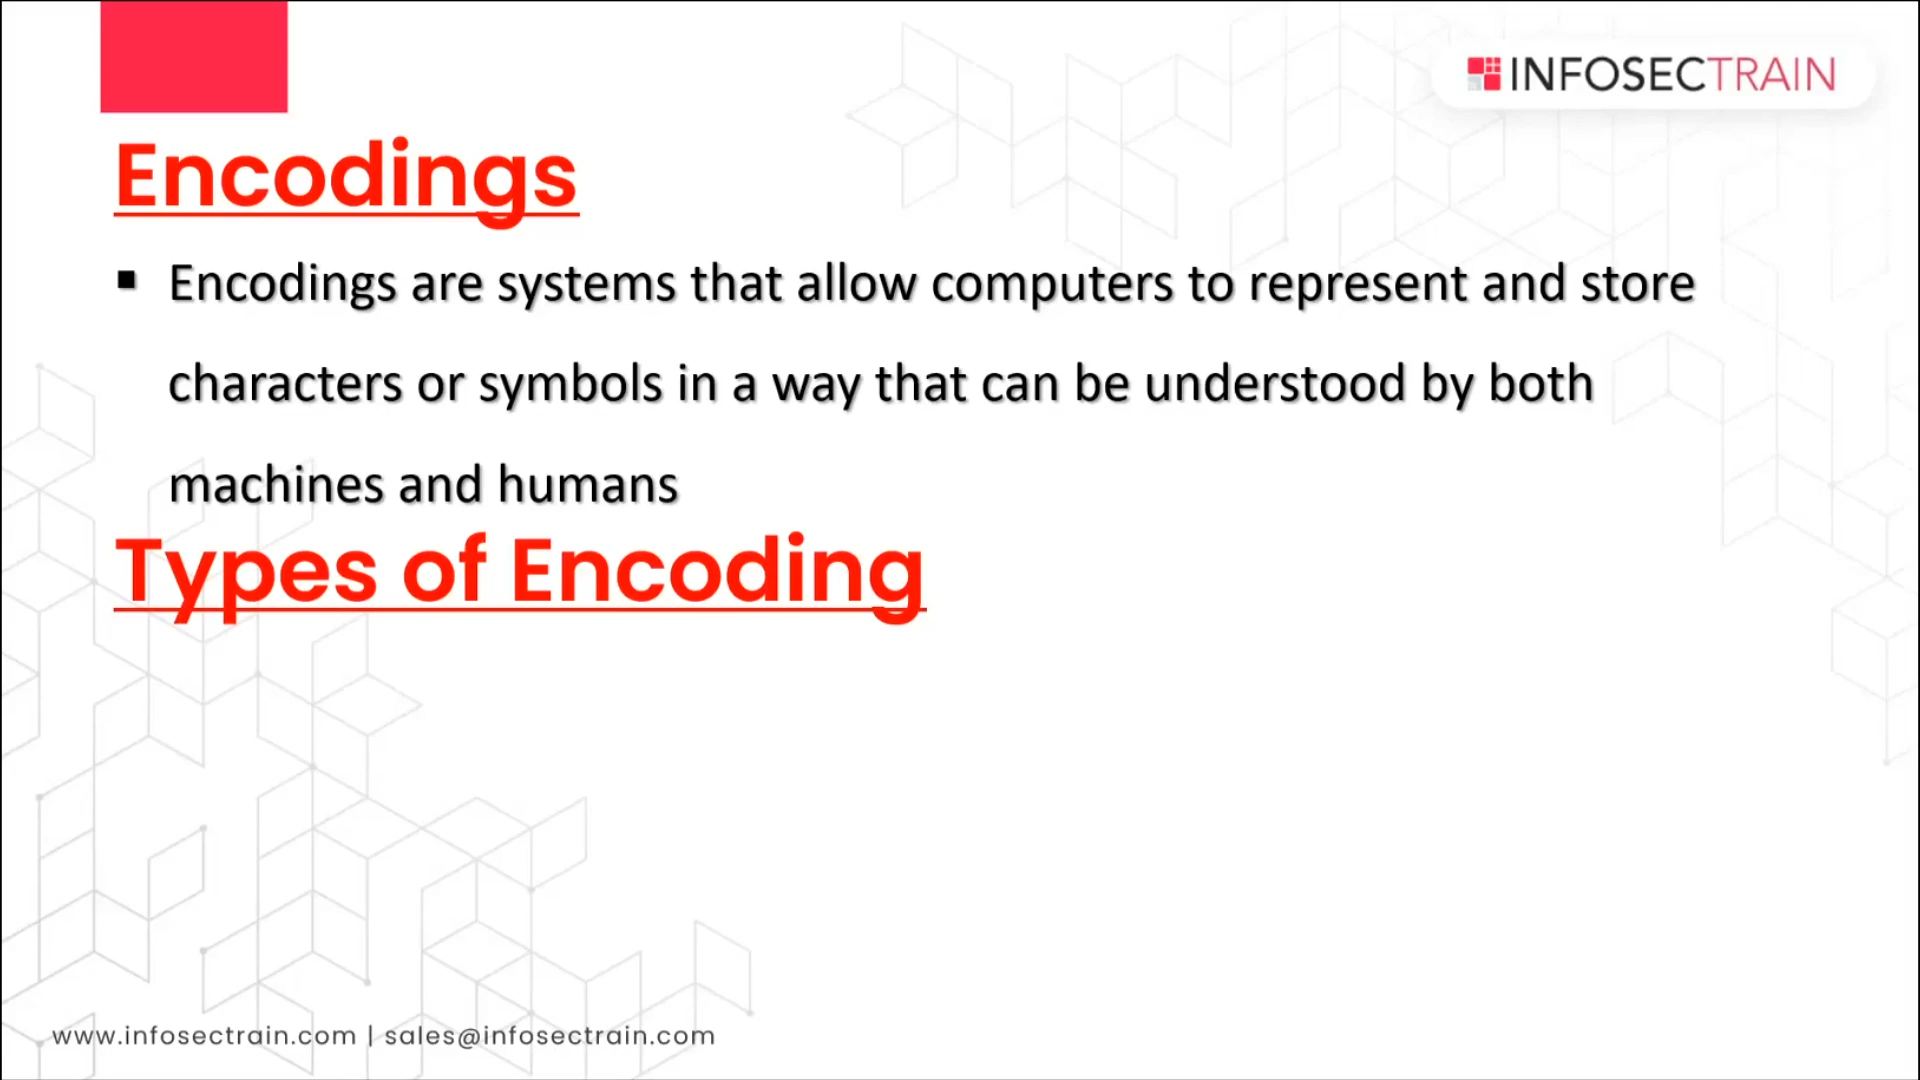 INFOSECTRAIN
Encodings
▪ Encodings are systems that allow computers to represent and store
characters or symbols in a way that can be understood by both
machines and humans
Types of Encoding
www.infosectrain.com | sales@infosectrain.com